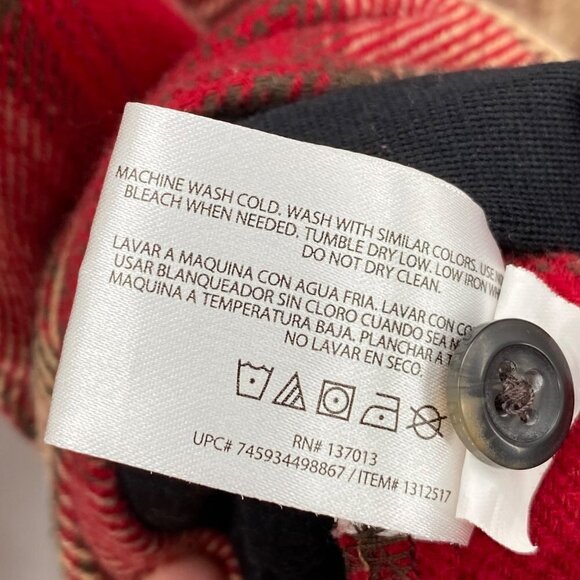 MACHINE WASH COLD. WASH WITH SIMILAR COLORS. USE
BLEACH WHEN NEEDED. TUMBLE DRY LOW. LOW IRON
DO NOT DRY CLEAN.
LAVAR A MAQUINA CON AGUA FRIA. LAVAR CON
USAR BLANQUEADOR SIN CLORO CUANDO SEA
MAQUINA A TEMPERATURA BAJA. PLANCHAR A
NO LAVAR EN SECO.
RN# 137013
UPC# 745934498867 / ITEM# 1312517